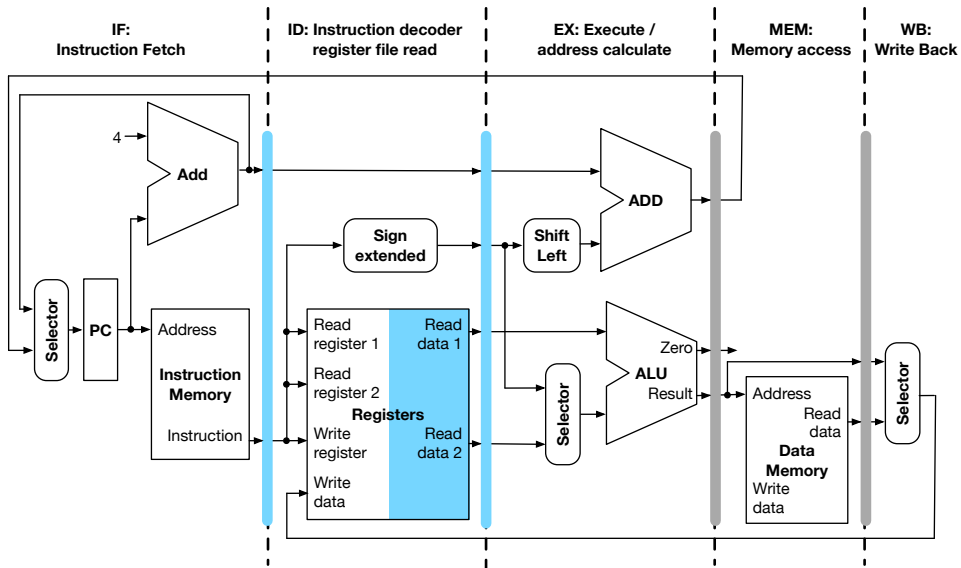 IF:
Instruction Fetch
ID: Instruction decoder
register file read
EX: Execute /
address calculate
MEM:
Memory access
WB:
Write Back
4
Add
ADD
Sign
extended
Shift
Left
Selector
PC
Address
Instruction
Memory
Instruction
Read
register 1
Read
register 2
Registers
Write
register
Write
data
Read
data 1
Read
data 2
Selector
Zero
ALU
Result
Address
Read
data
Data
Memory
Write
data
Selector